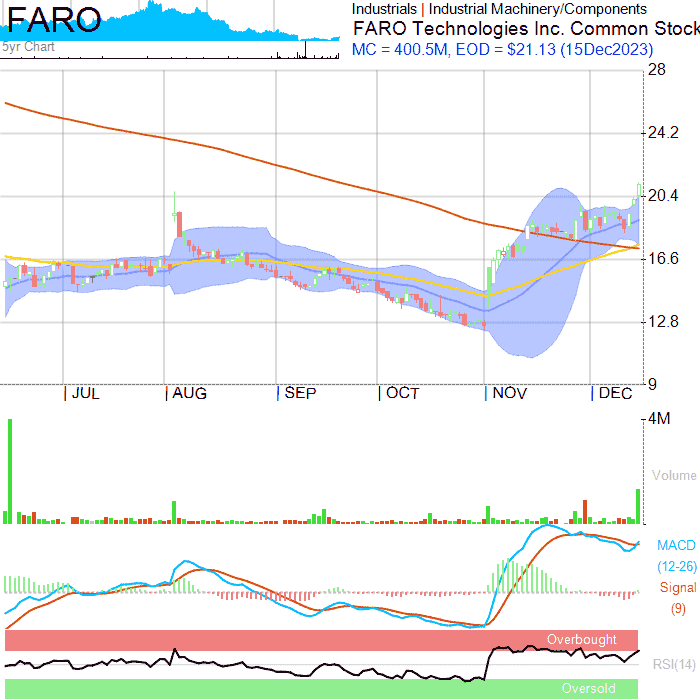 FARO
5yr Chart
Industrials | Industrial Machinery/Components
FARO Technologies Inc. Common Stock
MC = 400.5M, EOD = $21.13 (15Dec2023)
28
24.2
20.4
16.6
12.8
9
| JUL | AUG | SEP | OCT | NOV | DEC
4M
Volume
MACD
(12-26)
Signal
(9)
Overbought
RSI(14)
Oversold